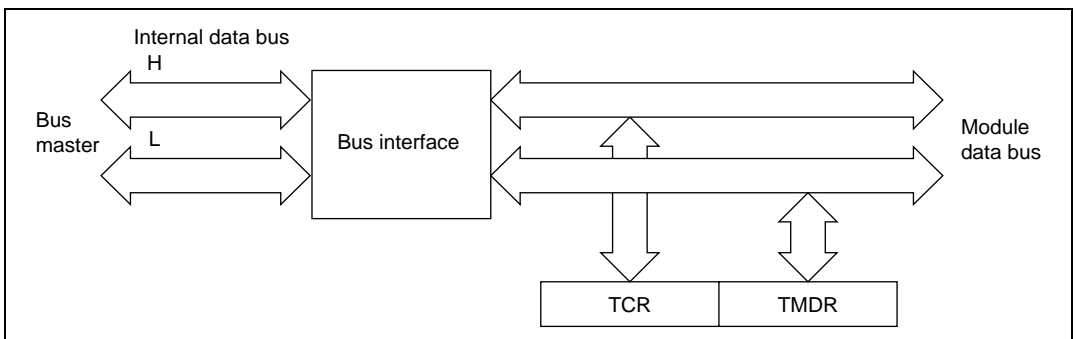 Internal data bus
H
Bus
master
L
Bus interface
Module
data bus
TCR
TMDR